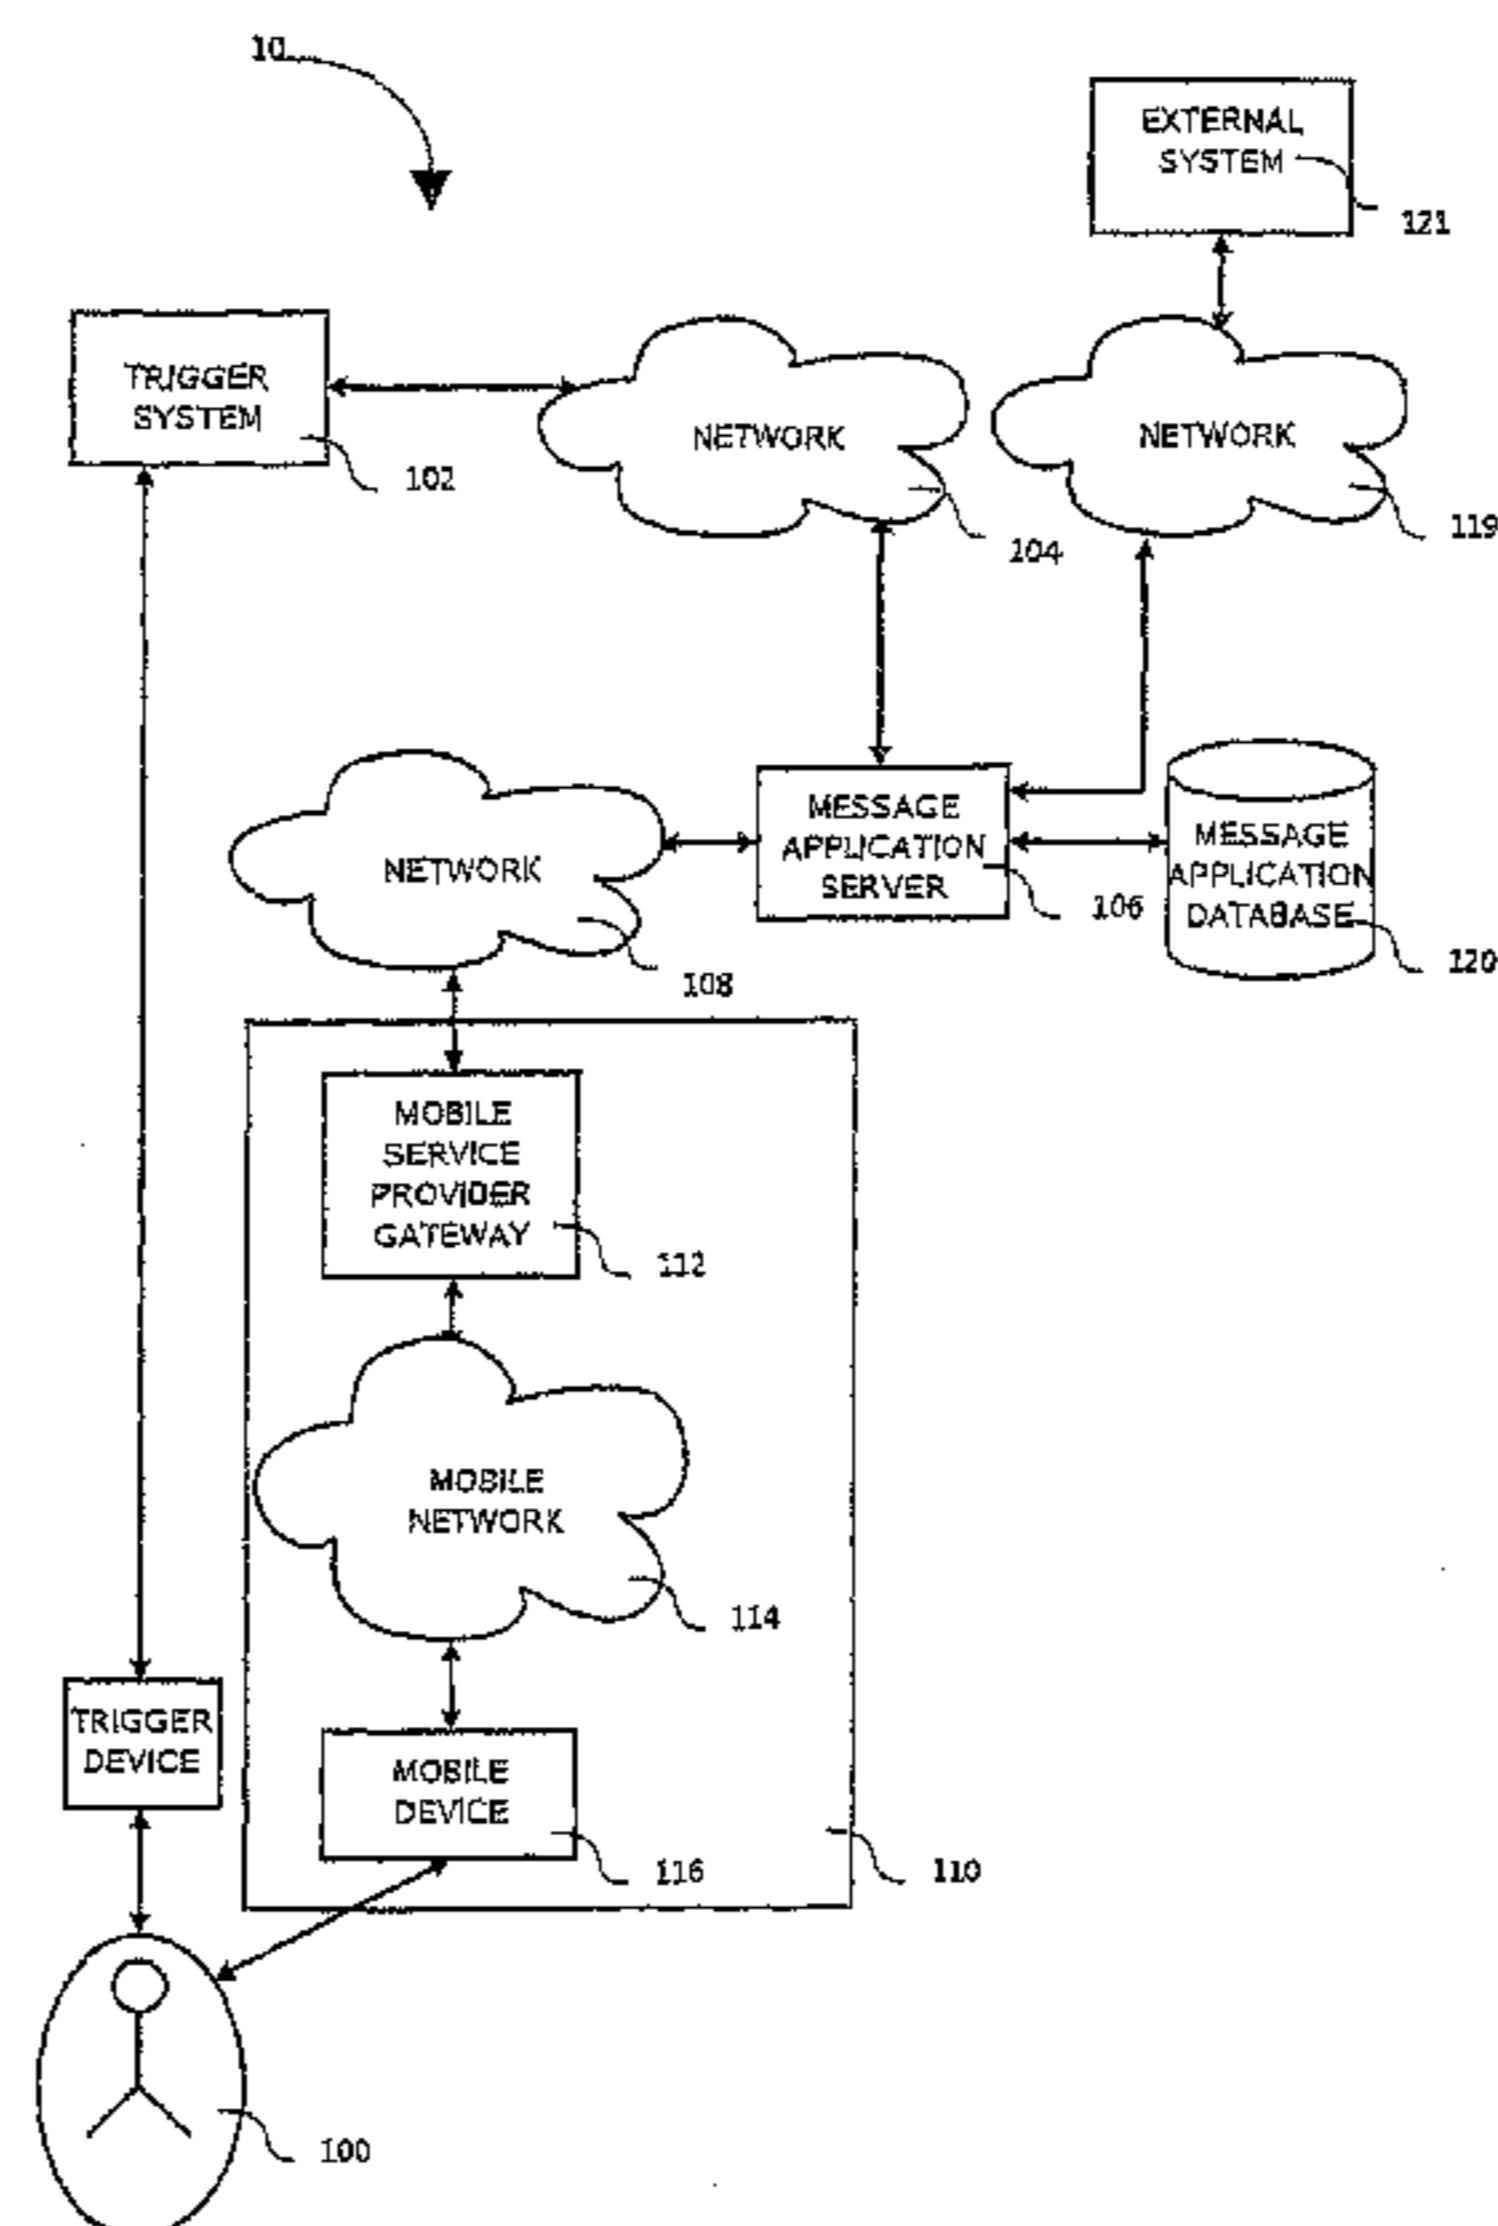 10
EXTERNAL
SYSTEM
121
TRIGGER
SYSTEM
102
NETWORK
104
NETWORK
119
NETWORK
108
MESSAGE
APPLICATION
SERVER
106
MESSAGE
APPLICATION
DATABASE
120
MOBILE
SERVICE
PROVIDER
GATEWAY
112
MOBILE
NETWORK
114
TRIGGER
DEVICE
MOBILE
DEVICE
116
110
100